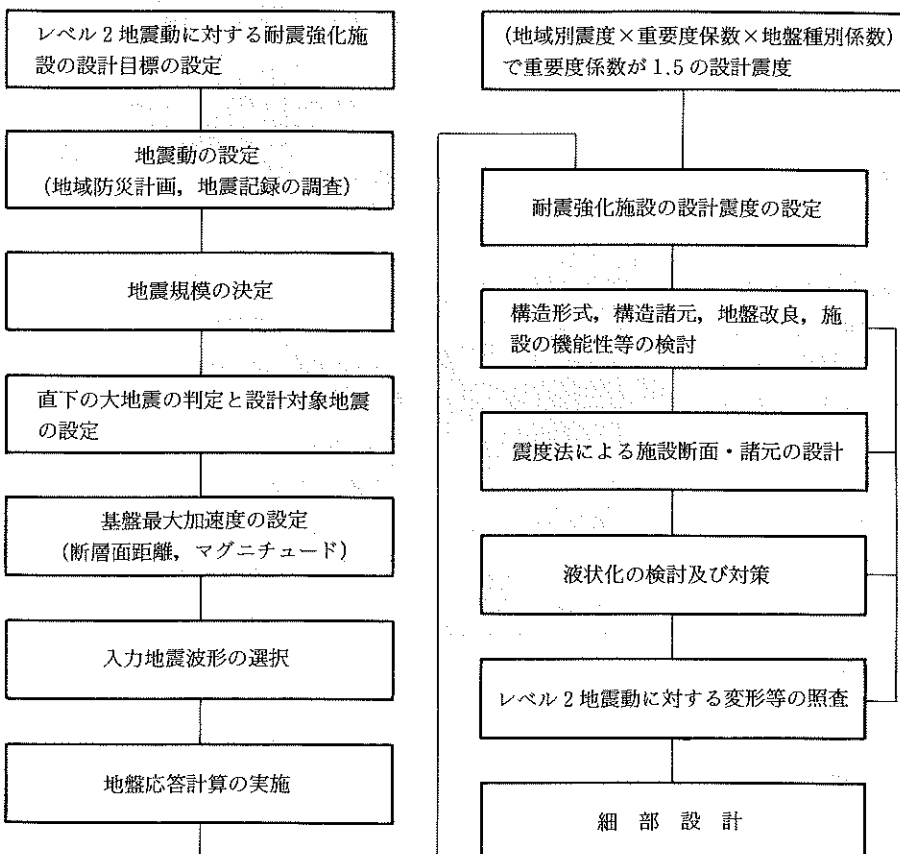 レベル2地震動に対する耐震強化施
設の設計目標の設定
地震動の設定
(地域防災計画,地震記録の調査)
地震規模の決定
直下の大地震の判定と設計対象地震
の設定
基盤最大加速度の設定
(断層面距離,マグニチュード)
入力地震波形の選択
地盤応答計算の実施
(地域別震度×重要度保数×地盤種別係数)
で重要度係数が1.5の設計震度
耐震強化施設の設計震度の設定
構造形式,構造諸元,地盤改良,施
設の機能性等の検討
震度法による施設断面・諸元の設計
液状化の検討及び対策
レベル2地震動に対する変形等の照査
細部設計